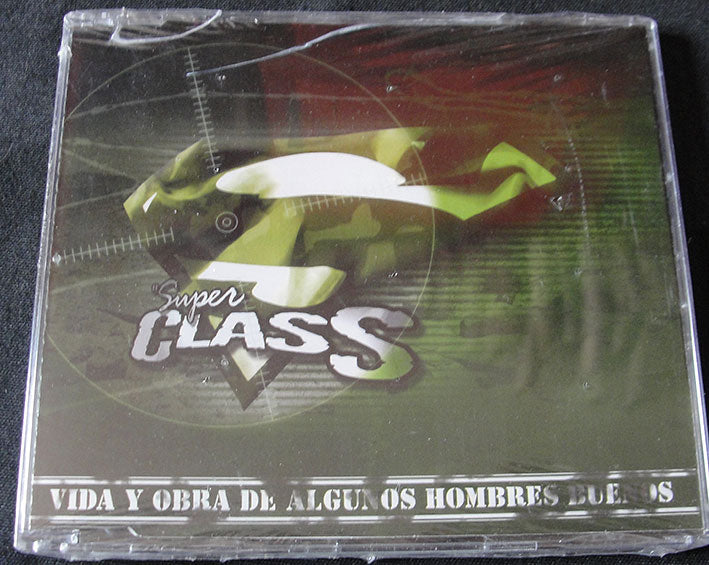 Super
CLASS
VIDA Y OBRA DE ALGUNOS HOMBRES BUENOS